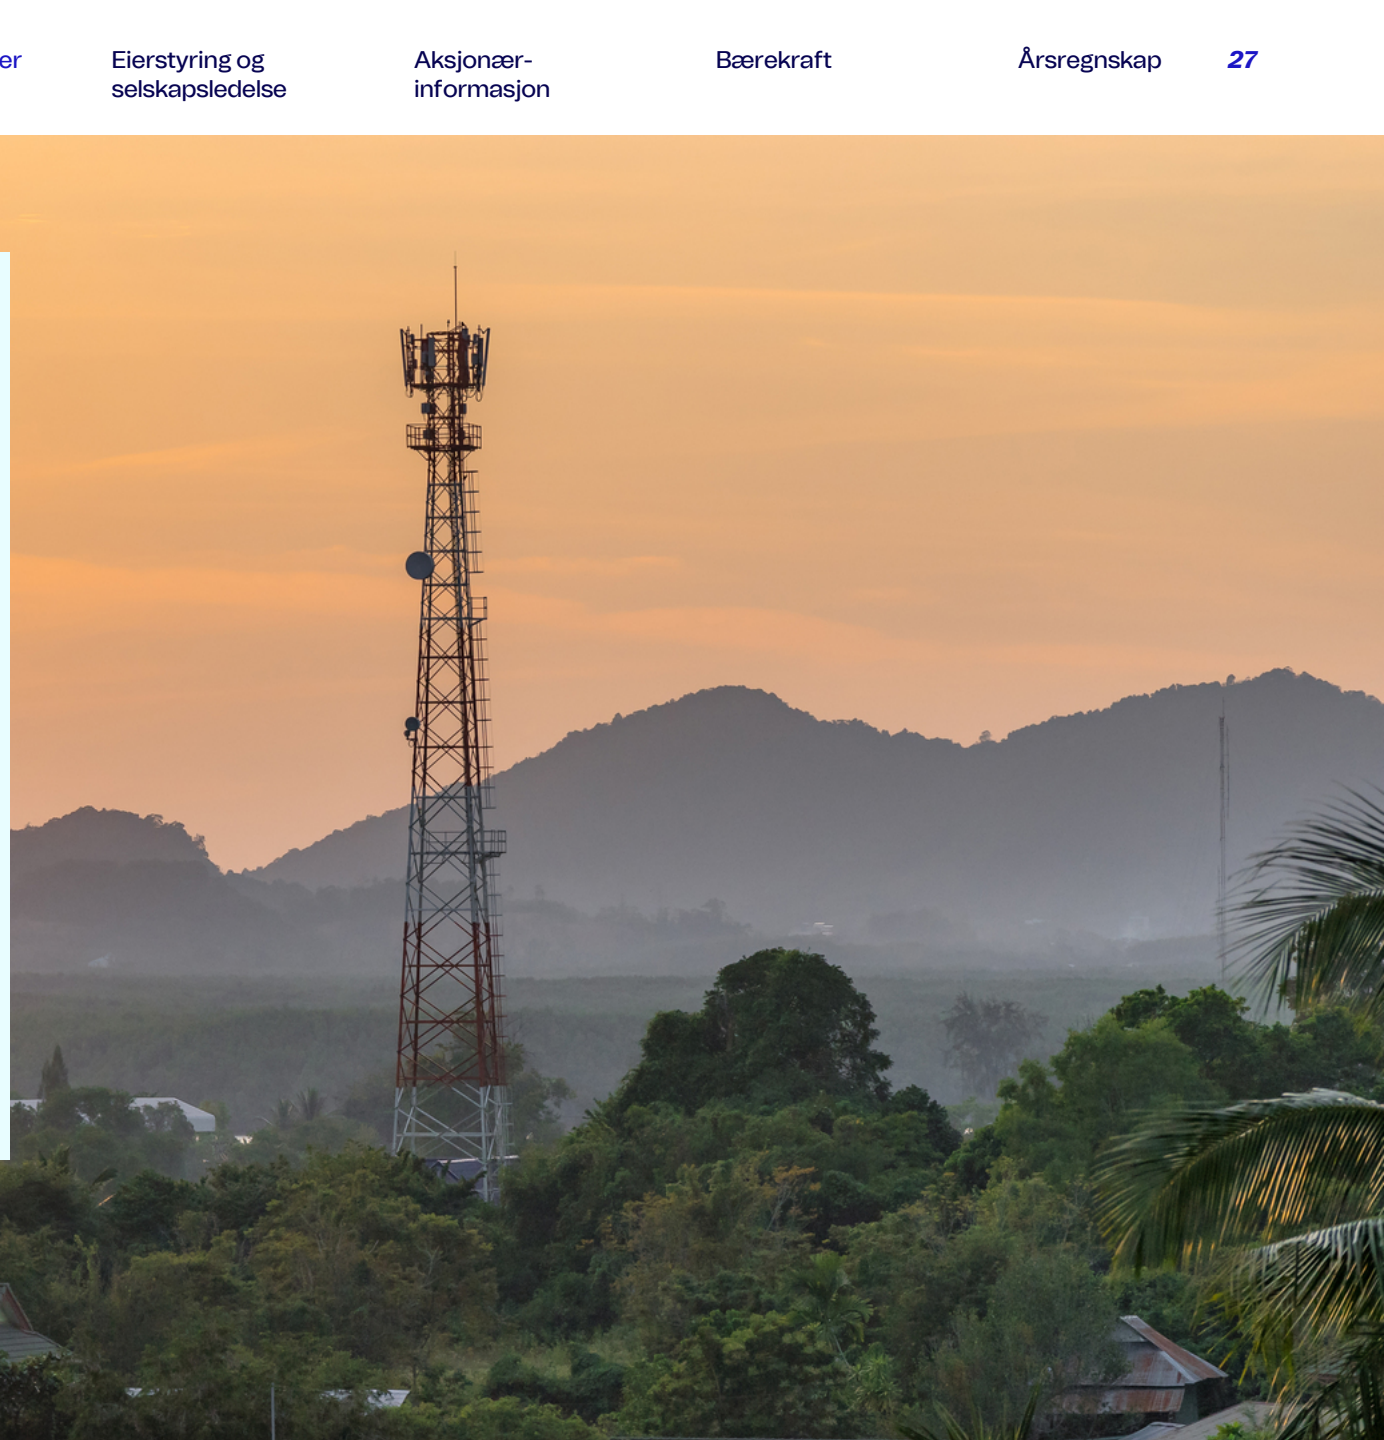 er
Eierstyring og
selskapsledelse
Aksjonær-
informasjon
Bærekraft
Årsregnskap
27